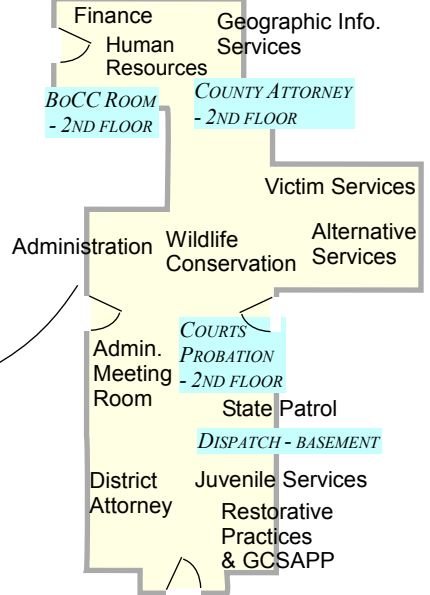 Finance
Geographic Info.
Services
Human
Resources
BOCC ROOM
- 2ND FLOOR
COUNTY ATTORNEY
- 2ND FLOOR
Victim Services
Administration
Wildlife
Conservation
Alternative
Services
COURTS
PROBATION
- 2ND FLOOR
Admin.
Meeting
Room
State Patrol
DISPATCH - BASEMENT
District
Attorney
Juvenile Services
Restorative
Practices
& GCSAPP